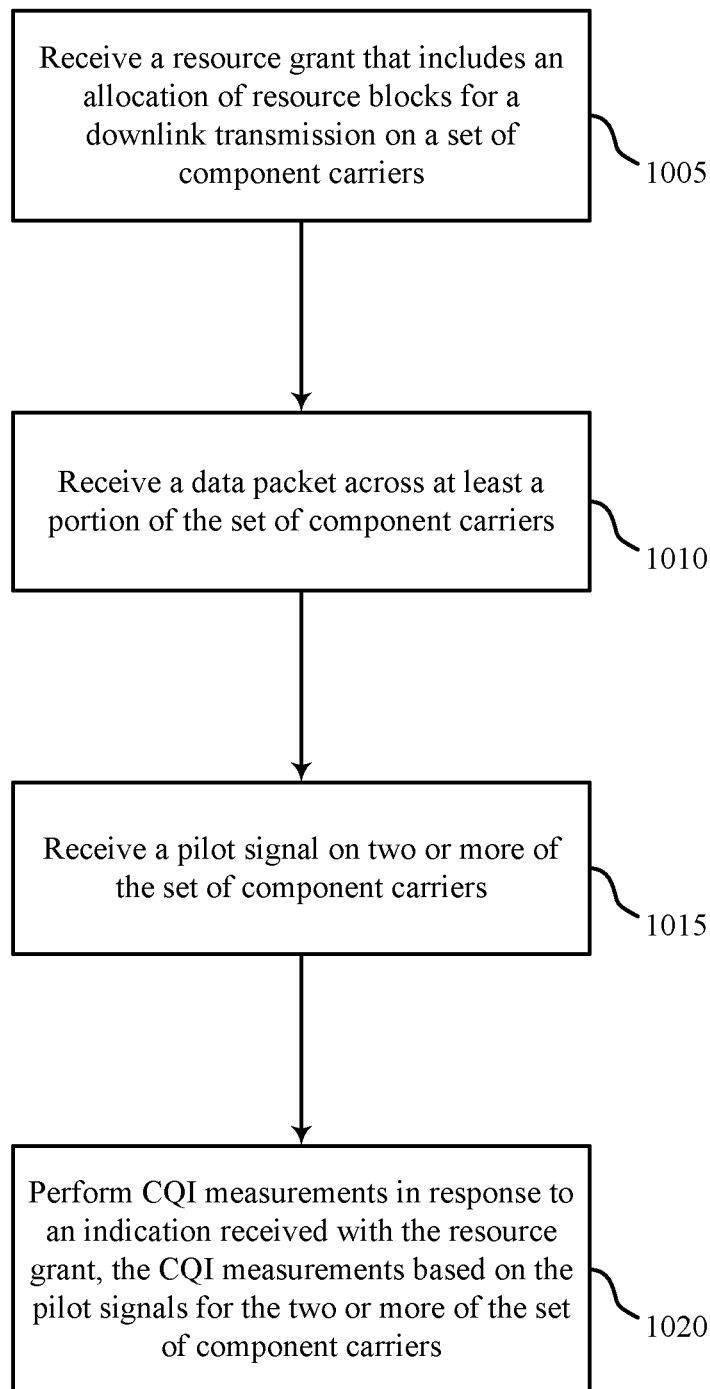 Receive a resource grant that includes an
allocation of resource blocks for a
downlink transmission on a set of
component carriers
1005
Receive a data packet across at least a
portion of the set of component carriers
1010
Receive a pilot signal on two or more of
the set of component carriers
1015
Perform CQI measurements in response to
an indication received with the resource
grant, the CQI measurements based on the
pilot signals for the two or more of the set
of component carriers
1020